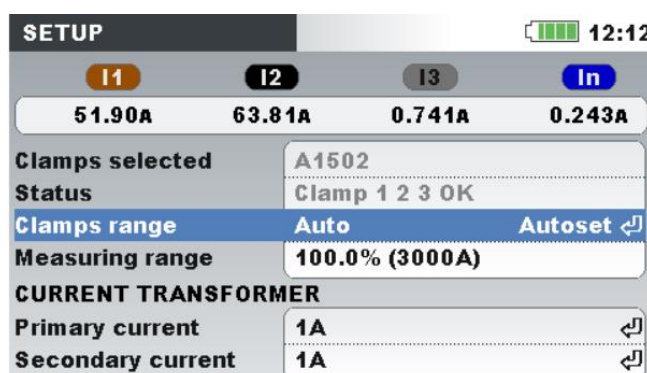 SETUP 12:12
I1 I2 I3 In
51.90A 63.81A 0.741A 0.243A
Clamps selected A1502
Status Clamp 1 2 3 OK
Clamps range Auto Autoset
Measuring range 100.0% (3000A)
CURRENT TRANSFORMER
Primary current 1A
Secondary current 1A